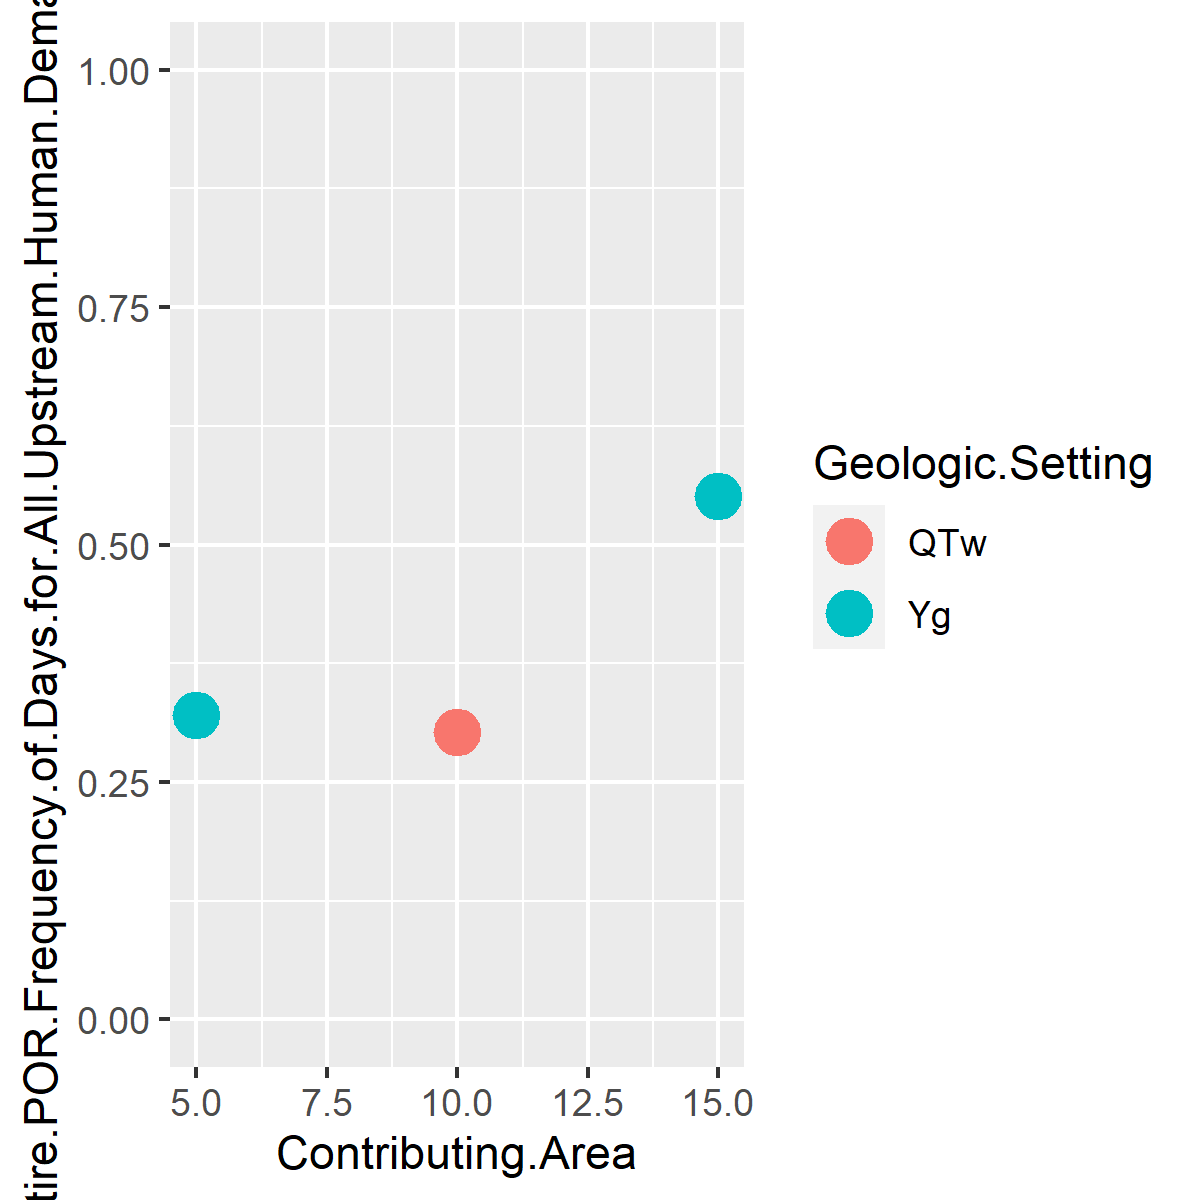 tire.POR.Frequency.of.Days.for.All.Upstream.Human.Dema
1.00
0.75
0.50
0.25
0.00
5.0 7.5 10.0 12.5 15.0
Contributing.Area
Geologic.Setting
QTw
Yg